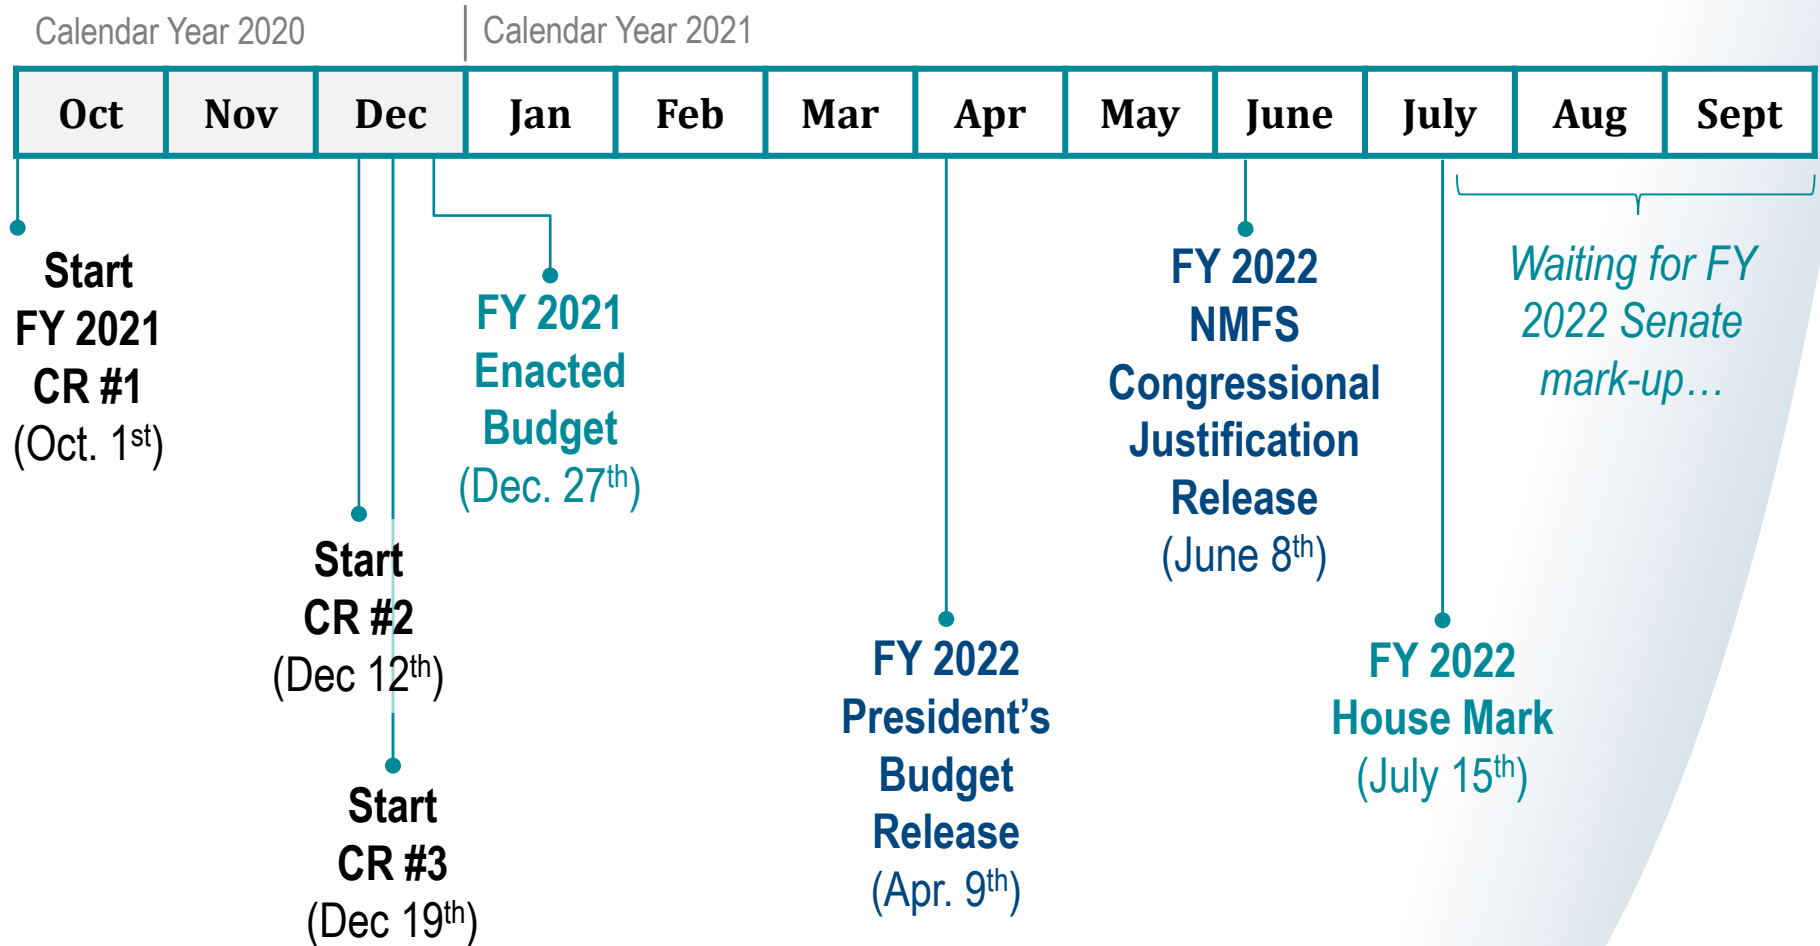 Calendar Year 2020
Calendar Year 2021
Oct
Nov
Dec
Jan
Feb
Mar
Apr
May
June
July
Aug
Sept
Start
FY 2021
CR #1
(Oct. 1st)
Start
CR #2
(Dec 12th)
Start
CR #3
(Dec 19th)
FY 2021
Enacted
Budget
(Dec. 27th)
FY 2022
President’s
Budget
Release
(Apr. 9th)
FY 2022
NMFS
Congressional
Justification
Release
(June 8th)
FY 2022
House Mark
(July 15th)
Waiting for FY
2022 Senate
mark-up…